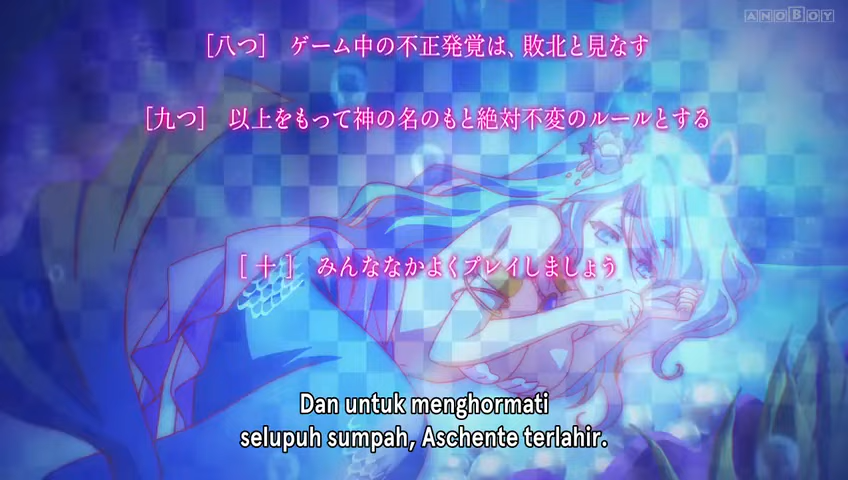 ANOBOY
[八つ] ゲーム中の不正発覚は、敗北と見なす
[九つ] 以上をもって神の名のもと絶対不変のルールとする
[十] みんななかよくプレイしましょう
Dan untuk menghormati
selupuh sumpah, Aschente terlahir.